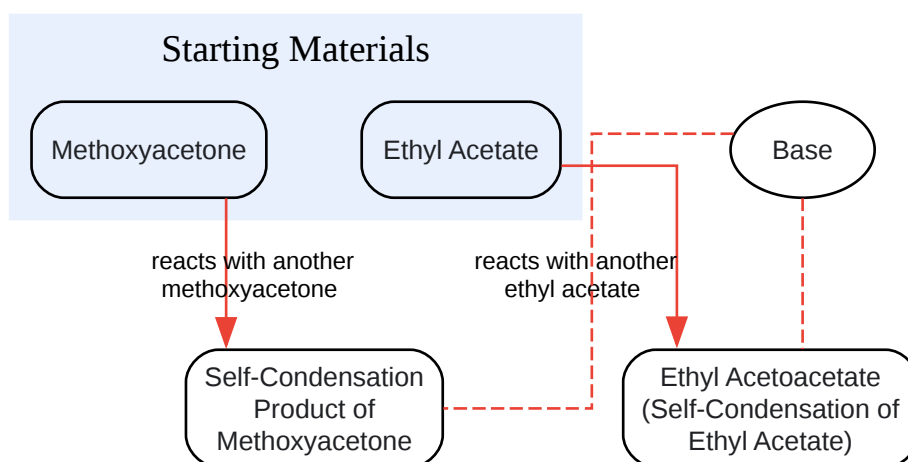 Starting Materials
Methoxyacetone
Ethyl Acetate
Base
reacts with another
methoxyacetone
reacts with another
ethyl acetate
Self-Condensation
Product of
Methoxyacetone
Ethyl Acetoacetate
(Self-Condensation of
Ethyl Acetate)